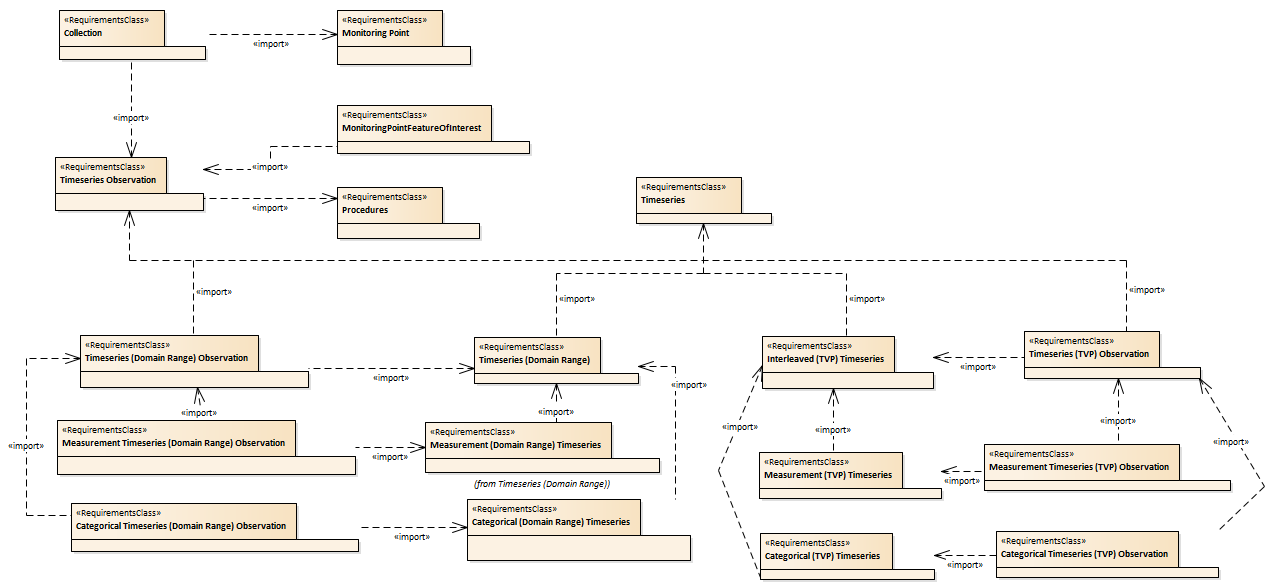 «RequirementsClass»
Collection
«RequirementsClass»
Monitoring Point
«import»
«import»
«RequirementsClass»
MonitoringPointFeatureOfInterest
«import»
«RequirementsClass»
Timeseries Observation
«RequirementsClass»
Procedures
«import»
«RequirementsClass»
Timeseries
«import»
«import»
«import»
«import»
«RequirementsClass»
Timeseries (Domain Range) Observation
«RequirementsClass»
Timeseries (Domain Range)
«RequirementsClass»
Interleaved (TVP) Timeseries
«RequirementsClass»
Timeseries (TVP) Observation
«import»
«import»
«import»
«import»
«import»
«import»
«import»
«import»
«import»
«import»
«import»
«RequirementsClass»
Measurement Timeseries (Domain Range) Observation
«RequirementsClass»
Measurement (Domain Range) Timeseries
«import»
(from Timeseries (Domain Range))
«RequirementsClass»
Measurement (TVP) Timeseries
«RequirementsClass»
Measurement Timeseries (TVP) Observation
«import»
«RequirementsClass»
Categorical Timeseries (Domain Range) Observation
«RequirementsClass»
Categorical (Domain Range) Timeseries
«import»
«RequirementsClass»
Categorical (TVP) Timeseries
«RequirementsClass»
Categorical Timeseries (TVP) Observation
«import»